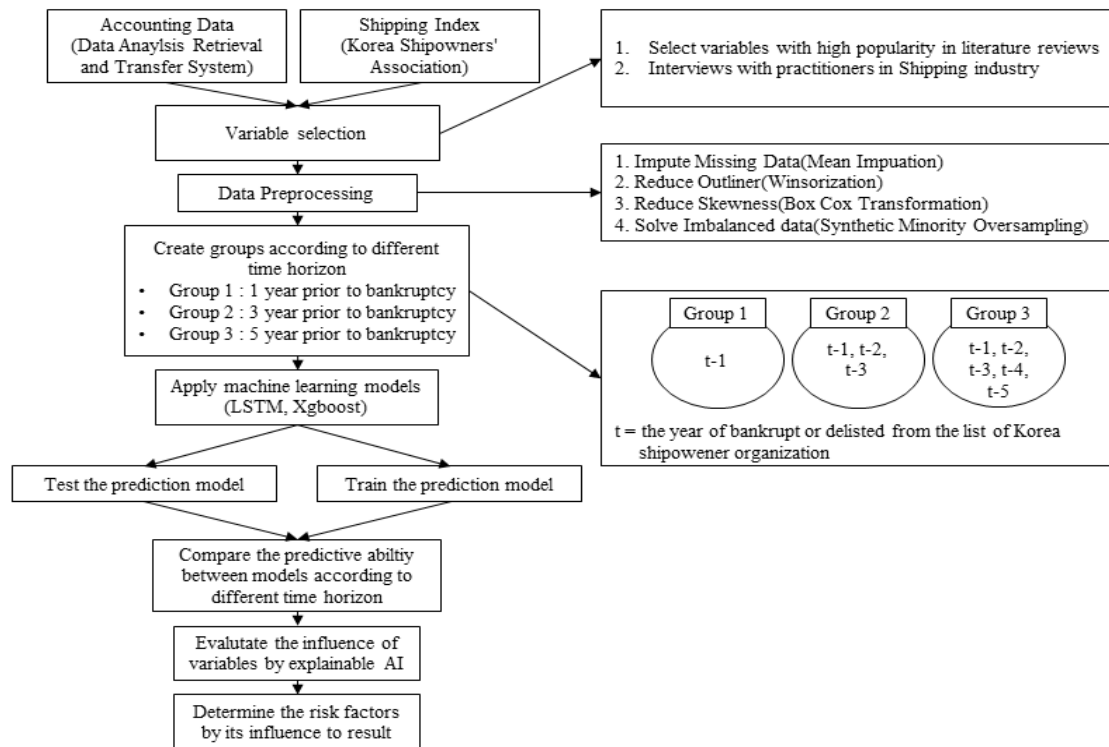 Accounting Data
(Data Anaylsis Retrieval
and Transfer System)
Shipping Index
(Korea Shipowners'
Association)
1. Select variables with high popularity in literature reviews
2. Interviews with practitioners in Shipping industry
Variable selection
Data Preprocessing
1. Impute Missing Data(Mean Impuation)
2. Reduce Outliner(Winsorization)
3. Reduce Skewness(Box Cox Transformation)
4. Solve Imbalanced data(Synthetic Minority Oversampling)
Create groups according to different
time horizon
• Group 1 : 1 year prior to bankruptcy
• Group 2 : 3 year prior to bankruptcy
• Group 3 : 5 year prior to bankruptcy
Group 1
t-1
Group 2
t-1, t-2,
t-3
Group 3
t-1, t-2,
t-3, t-4,
t-5
t = the year of bankrupt or delisted from the list of Korea
shipowener organization
Apply machine learning models
(LSTM, Xgboost)
Test the prediction model
Train the prediction model
Compare the predictive abiltiy
between models according to
different time horizon
Evalutate the influence of
variables by explainable AI
Determine the risk factors
by its influence to result